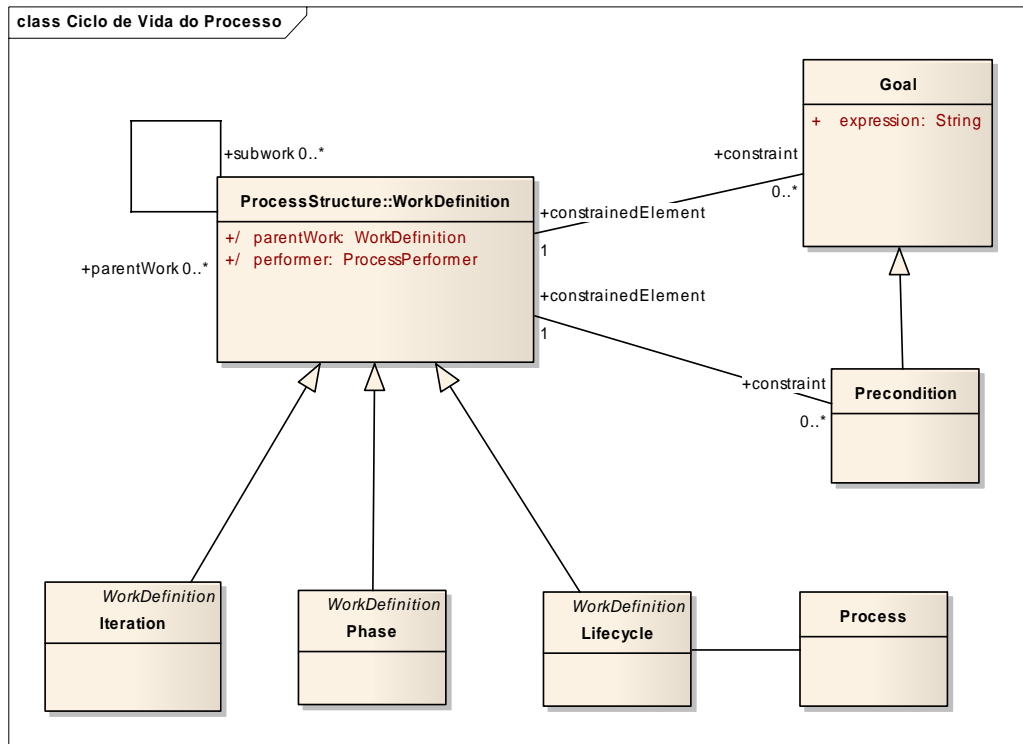 class Ciclo de Vida do Processo
Goal
+ expression: String
+constraint
0..*
+subwork 0..*
ProcessStructure::WorkDefinition
+/ parentWork: WorkDefinition
+/ performer: ProcessPerformer
+constrainedElement
1
+parentWork 0..*
+constrainedElement
1
+constraint
0..*
Precondition
WorkDefinition
Iteration
WorkDefinition
Phase
WorkDefinition
Lifecycle
Process